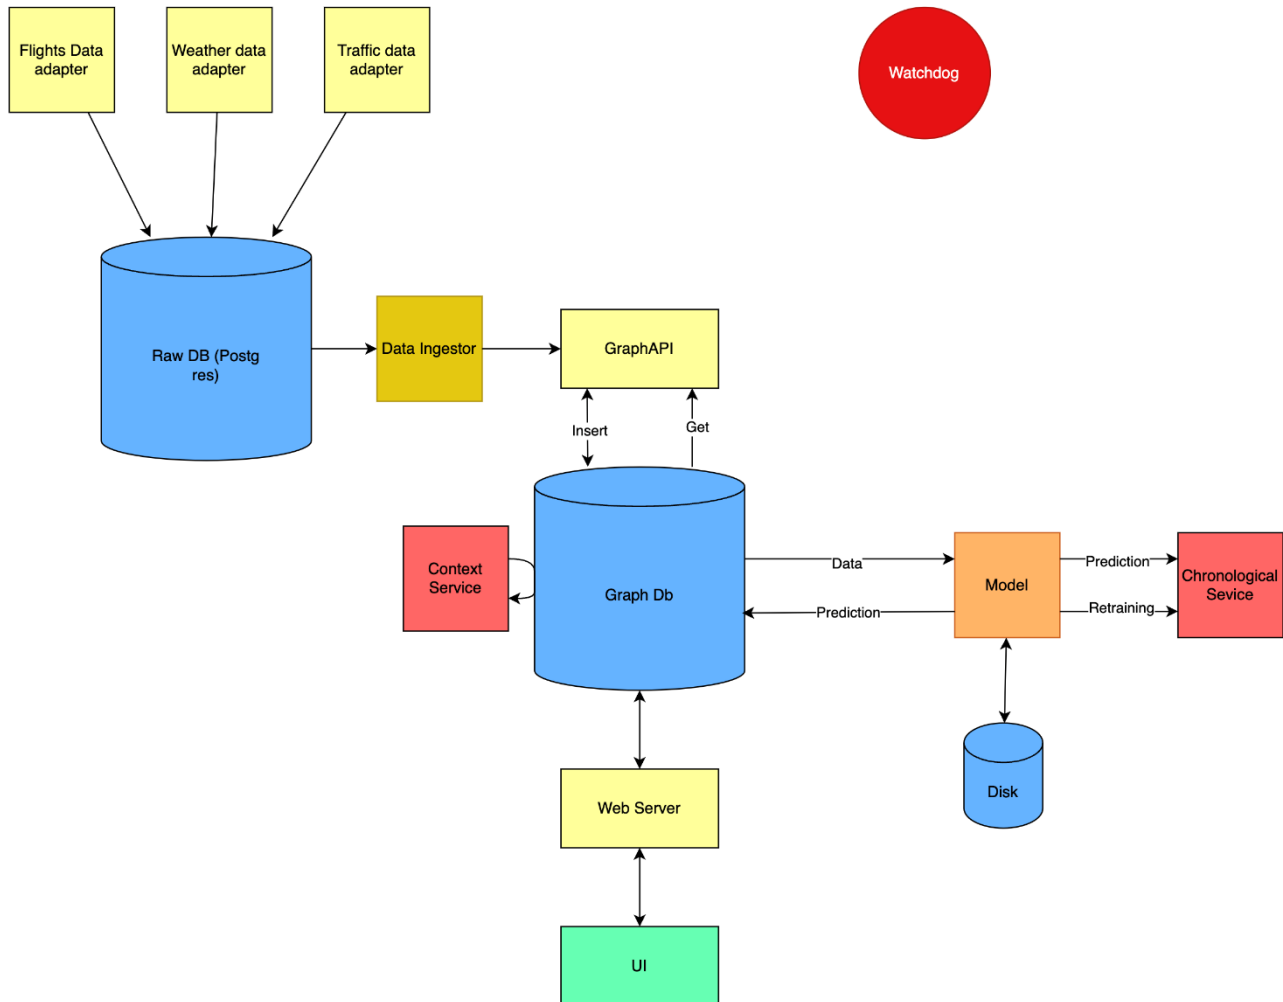 Flights Data
adapter
Weather data
adapter
Traffic data
adapter
Watchdog
Raw DB (Postg
res)
Data Ingestor
GraphAPI
Insert
Get
Context
Service
Graph Db
Data
Prediction
Model
Prediction
Retraining
Chronological
Sevice
Disk
Web Server
UI